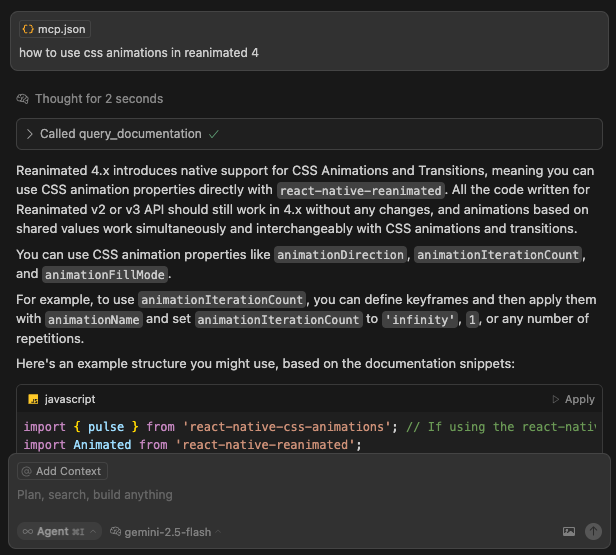 {} mcp.json
how to use css animations in reanimated 4
Thought for 2 seconds
> Called query_documentation ✓
Reanimated 4.x introduces native support for CSS Animations and Transitions, meaning you can
use CSS animation properties directly with react-native-reanimated. All the code written for
Reanimated v2 or v3 API should still work in 4.x without any changes, and animations based on
shared values work simultaneously and interchangeably with CSS animations and transitions.
You can use CSS animation properties like animationDirection, animationIterationCount,
and animationFillMode.
For example, to use animationIterationCount, you can define keyframes and then apply them
with animationName and set animationIterationCount to 'infinity', 1, or any number of
repetitions.
Here's an example structure you might use, based on the documentation snippets:
JS javascript ▷ Apply
import { pulse } from 'react-native-css-animations'; // If using the react-nativ
import Animated from 'react-native-reanimated';
@ Add Context
Plan, search, build anything
∞ Agent ⌘I gemini-2.5-flash